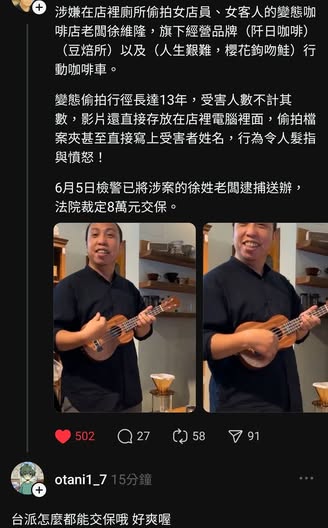 涉嫌在店裡廁所偷拍女店員、女客人的變態咖
啡店老闆徐維隆，旗下經營品牌（阡日咖啡）
（豆焙所）以及（人生艱難，櫻花鉤吻鮭）行
動咖啡車。
變態偷拍行徑長達13年，受害人數不計其
數，影片還直接存放在店裡電腦裡面，偷拍檔
案夾甚至直接寫上受害者姓名，行為令人髮指
與憤怒！
6月5日檢警已將涉案的徐姓老闆逮捕送辦，
法院裁定8萬元交保。
502 27 58 91
otani1_7 15分鐘
台派怎麼都能交保哦 好爽喔